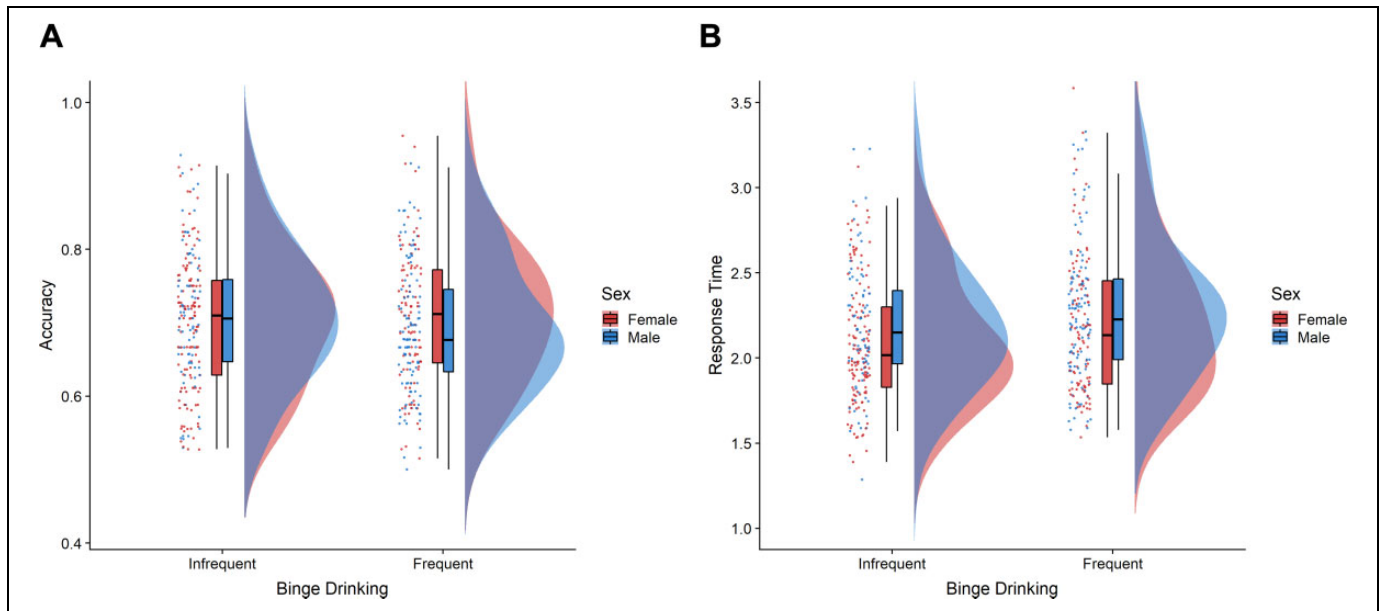 A
1.0
0.8
0.6
0.4
Accuracy
Infrequent
Frequent
Binge Drinking
Sex
Female
Male
B
3.5
3.0
2.5
2.0
1.5
1.0
Response Time
Infrequent
Frequent
Binge Drinking
Sex
Female
Male